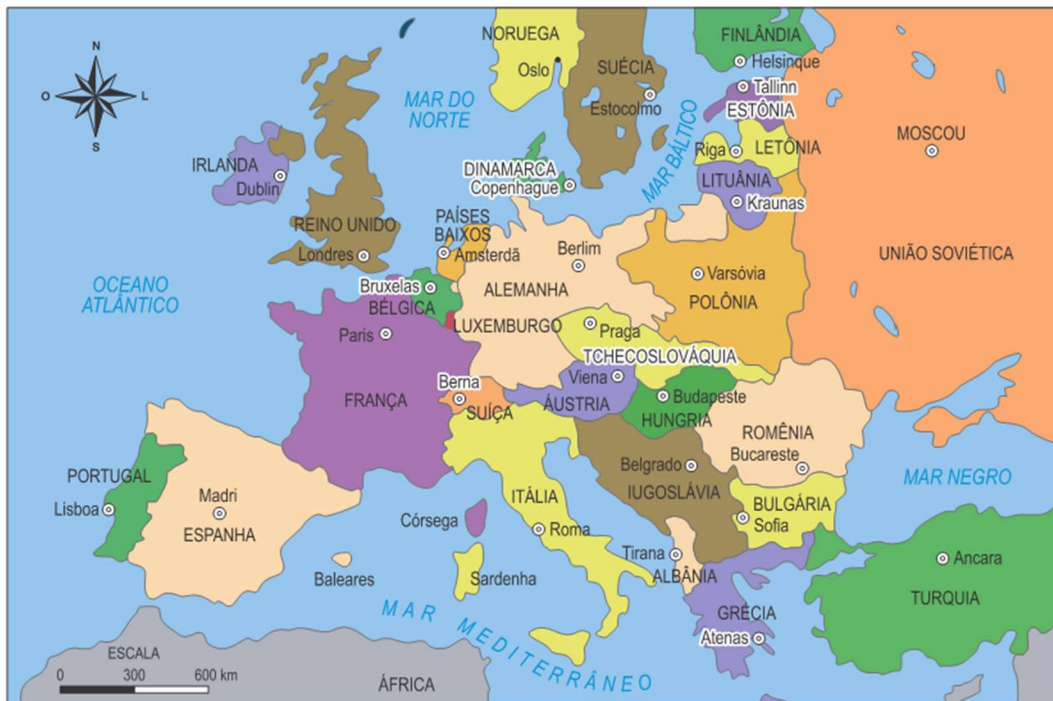 N
O
L
S
NORUEGA
Oslo
SUÉCIA
Estocolmo
FINLÂNDIA
Helsinque
Tallinn
ESTÔNIA
MAR DO
NORTE
MAR BÁLTICO
Riga
LETÔNIA
MOSCOU
IRLANDA
Dublin
DINAMARCA
Copenhague
LITUÂNIA
Kraunas
REINO UNIDO
Londres
PAÍSES
BAIXOS
Amsterdã
Berlim
ALEMANHA
Varsóvia
POLÔNIA
UNIÃO SOVIÉTICA
OCEANO
ATLÂNTICO
Bruxelas
BÉLGICA
LUXEMBURGO
Paris
Praga
TCHECOSLOVÁQUIA
FRANÇA
Berna
SUÍÇA
Viena
ÁUSTRIA
Budapeste
HUNGRIA
ROMÊNIA
Bucareste
PORTUGAL
Lisboa
Madri
ESPANHA
ITÁLIA
Roma
Córsega
Belgrado
IUGOSLÁVIA
BULGÁRIA
Sofia
MAR NEGRO
Baleares
Sardenha
Tirana
ALBÂNIA
GRÉCIA
Atenas
Ancara
TURQUIA
MAR MEDITERRÂNEO
ESCALA
0 300 600 km
ÁFRICA